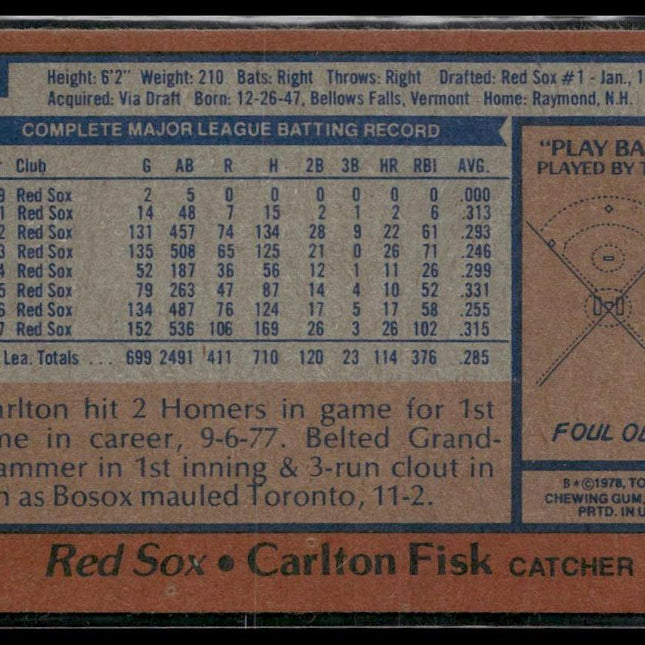 Height: 6'2" Weight: 210 Bats: Right Throws: Right Drafted: Red Sox #1 - Jan., 1
Acquired: Via Draft Born: 12-26-47, Bellows Falls, Vermont Home: Raymond, N.H.
COMPLETE MAJOR LEAGUE BATTING RECORD
r Club G AB R H 2B 3B HR RBI AVG.
9 Red Sox 2 5 0 0 0 0 0 0 .000
1 Red Sox 14 48 7 15 2 1 2 6 .313
2 Red Sox 131 457 74 134 28 9 22 61 .293
3 Red Sox 135 508 65 125 21 0 26 71 .246
4 Red Sox 52 187 36 56 12 1 11 26 .299
5 Red Sox 79 263 47 87 14 4 10 52 .331
6 Red Sox 134 487 76 124 17 5 17 58 .255
7 Red Sox 152 536 106 169 26 3 26 102 .315
Lea. Totals .... 699 2491 411 710 120 23 114 376 .285
arlton hit 2 Homers in game for 1st
me in career, 9-6-77. Belted Grand-
ammer in 1st inning & 3-run clout in
h as Bosox mauled Toronto, 11-2.
"PLAY BA
PLAYED BY T
FOUL OU
B*©1978, TO
CHEWING GUM,
PRTD. IN U
Red Sox • Carlton Fisk CATCHER